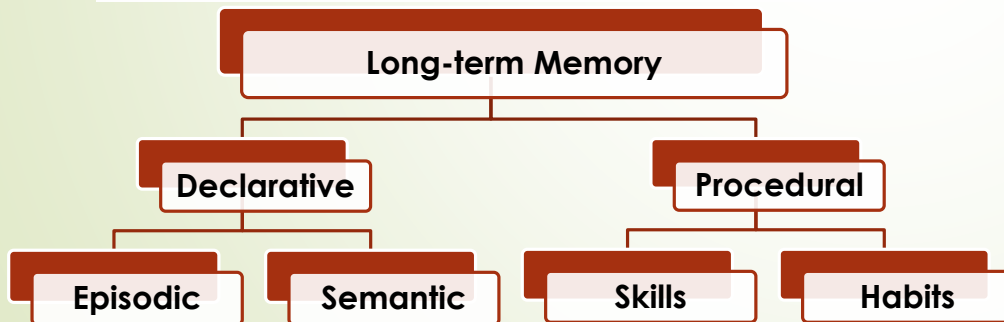 Long-term Memory
Declarative
Procedural
Episodic
Semantic
Skills
Habits